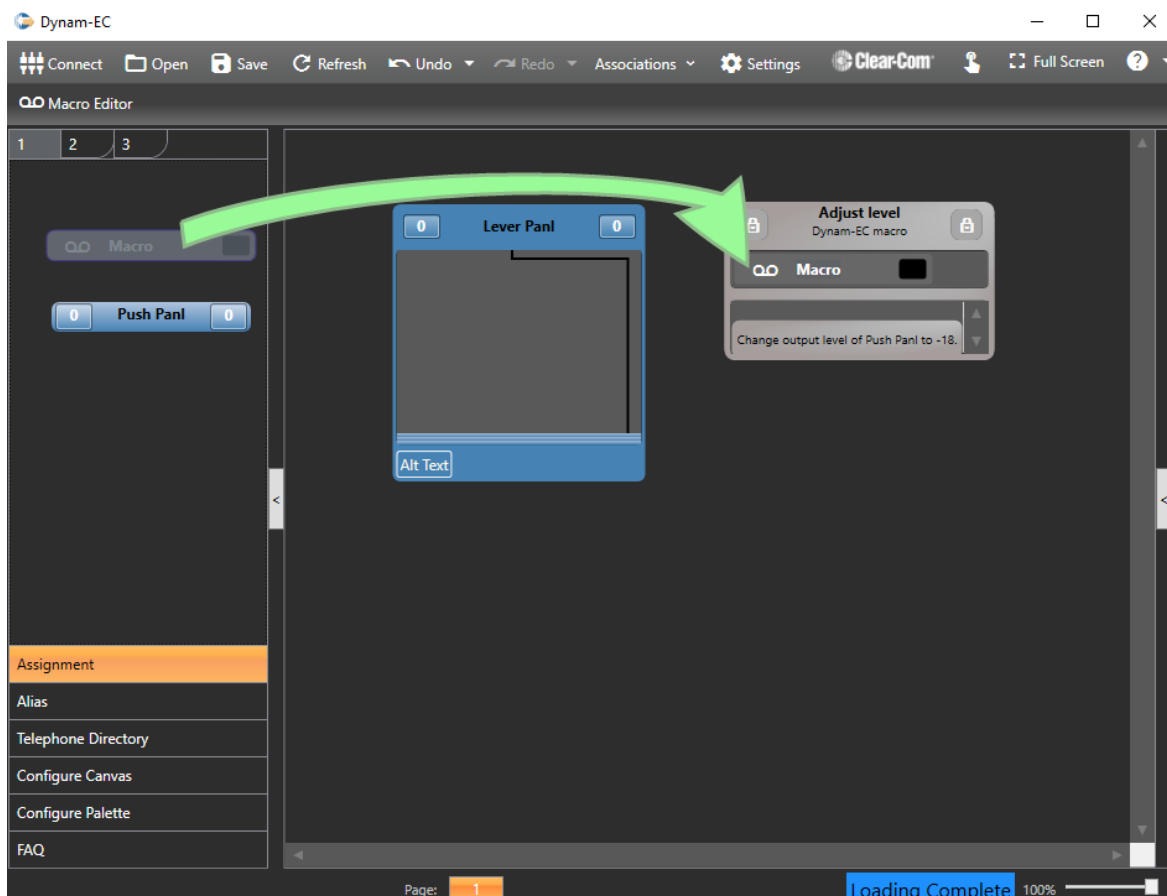 Dynam-EC
Connect Open Save Refresh Undo Redo Associations Settings Clear-Com Full Screen ?
Macro Editor
1 2 3
Macro
0 Push Panl 0
0 Lever Panl 0
Alt Text
Adjust level
Dynam-EC macro
Macro
Change output level of Push Panl to -18.
<
<
Assignment
Alias
Telephone Directory
Configure Canvas
Configure Palette
FAQ
Page: 1 Loading Complete 100%